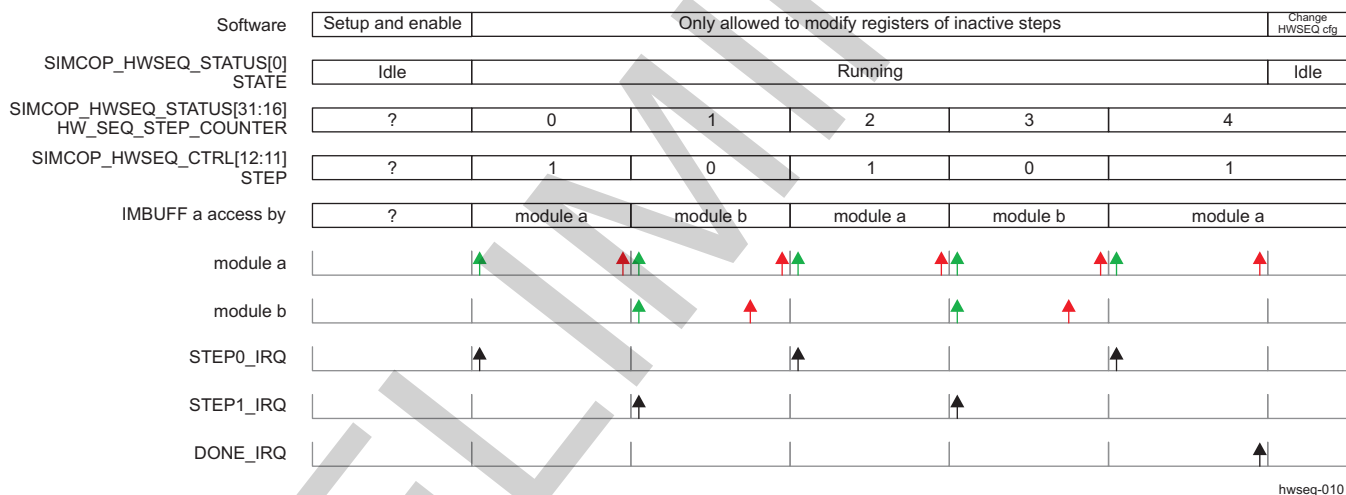 Software
Setup and enable
Only allowed to modify registers of inactive steps
Change
HWSEQ cfg
SIMCOP_HWSEQ_STATUS[0]
STATE
Idle
Running
Idle
SIMCOP_HWSEQ_STATUS[31:16]
HW_SEQ_STEP_COUNTER
?
0
1
2
3
4
SIMCOP_HWSEQ_CTRL[12:11]
STEP
?
1
0
1
0
1
IMBUFF a access by
?
module a
module b
module a
module b
module a
module a
module b
STEP0_IRQ
STEP1_IRQ
DONE_IRQ
hwseq-010